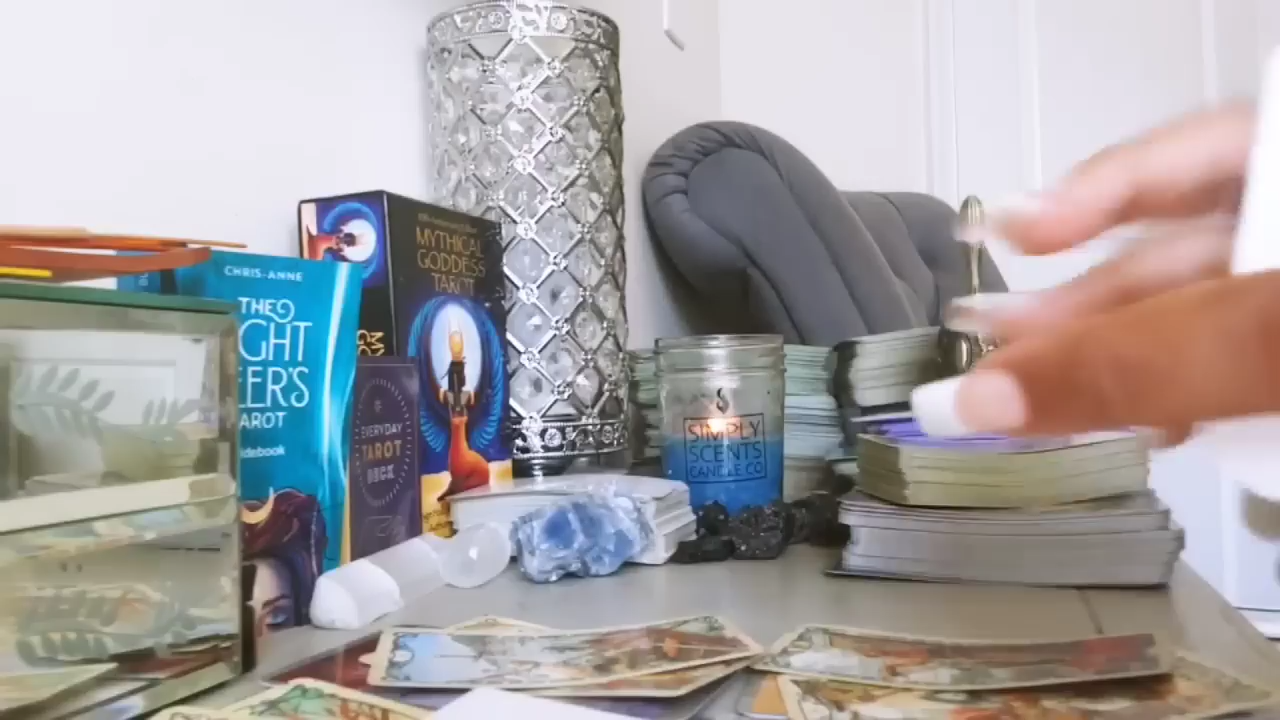 CHRIS-ANNE
THE
GHT
EER'S
AROT
idebook
MYTHICAL
GODDESS
TAROT
EVERYDAY
TAROT
DECK
SIMPLY
SCENTS
CANDLE CO